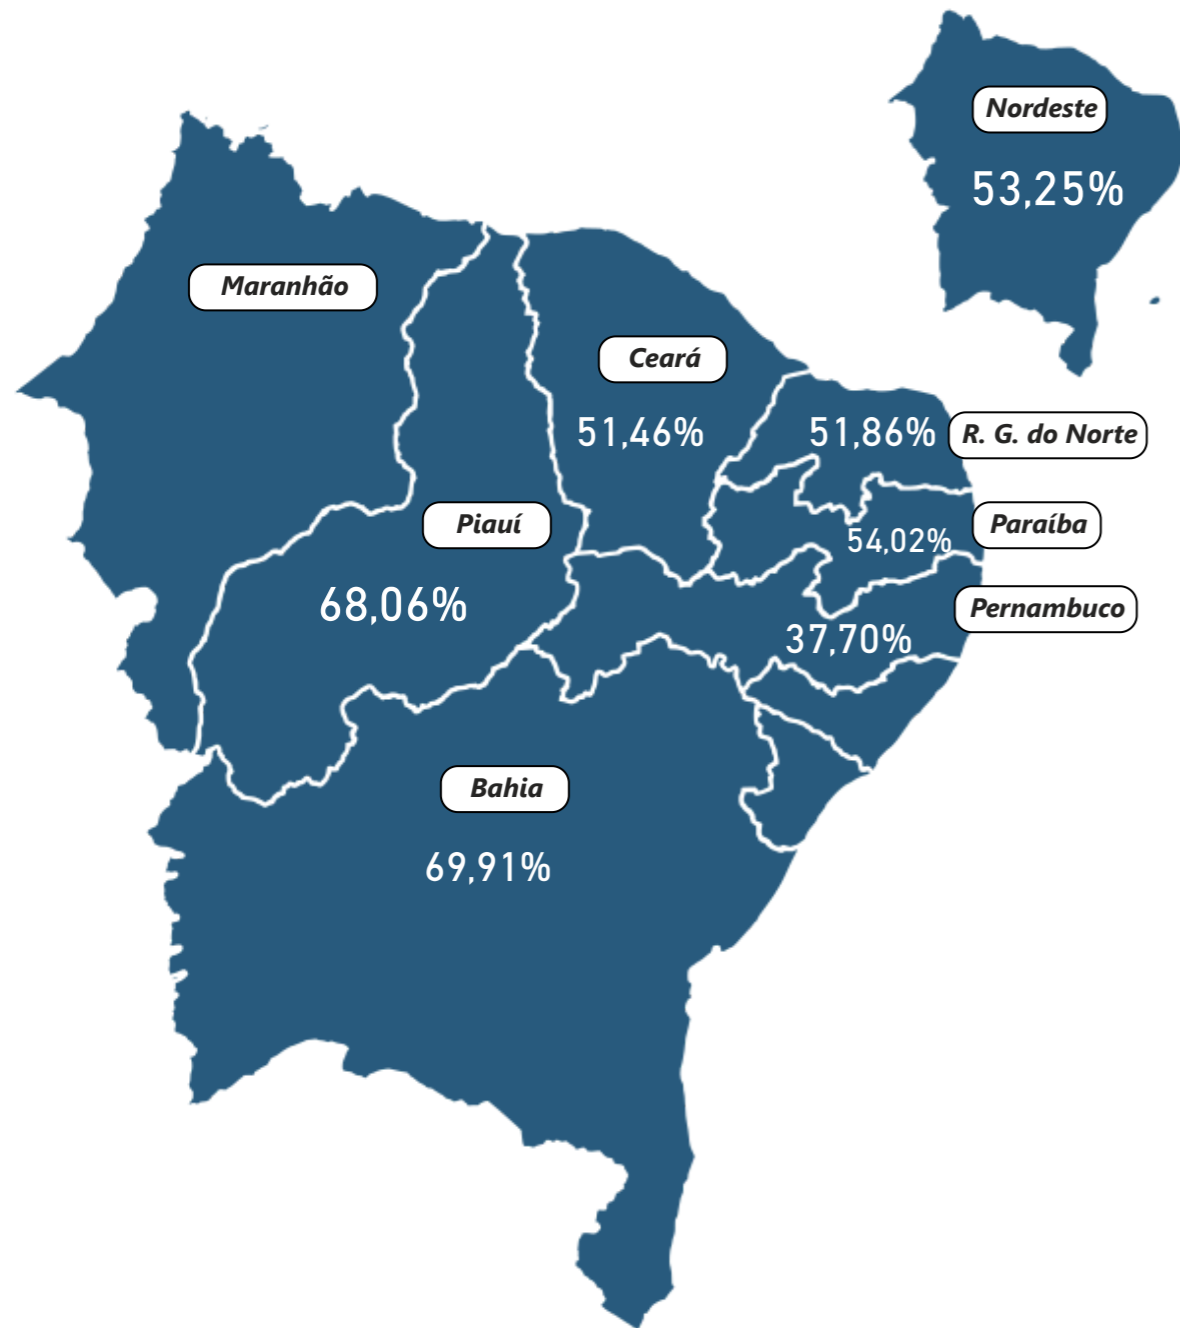 Nordeste
53,25%
Maranhão
Ceará
51,46%
51,86%
R. G. do Norte
Piauí
68,06%
Paraíba
54,02%
Pernambuco
37,70%
Bahia
69,91%